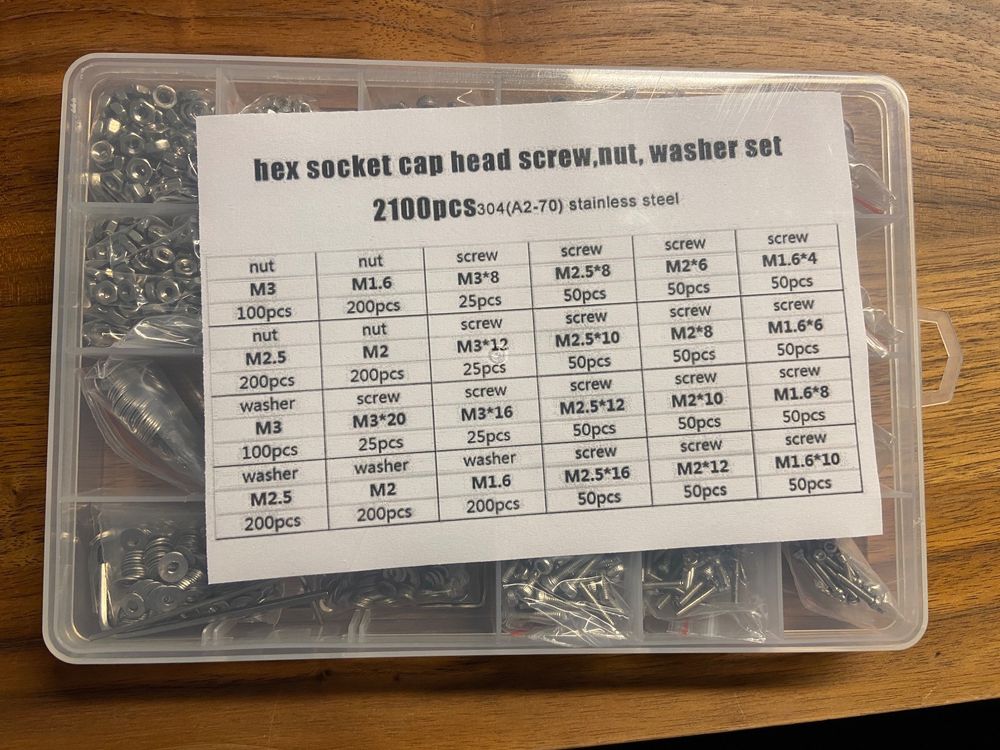 hex socket cap head screw,nut, washer set
2100pcs304(A2-70) stainless steel
nut nut screw screw screw screw
M3 M1.6 M3*8 M2.5*8 M2*6 M1.6*4
100pcs 200pcs 25pcs 50pcs 50pcs 50pcs
nut nut screw screw screw screw
M2.5 M2 M3*12 M2.5*10 M2*8 M1.6*6
200pcs 200pcs 25pcs 50pcs 50pcs 50pcs
washer screw screw screw screw screw
M3 M3*20 M3*16 M2.5*12 M2*10 M1.6*8
100pcs 25pcs 25pcs 50pcs 50pcs 50pcs
washer washer washer screw screw screw
M2.5 M2 M1.6 M2.5*16 M2*12 M1.6*10
200pcs 200pcs 200pcs 50pcs 50pcs 50pcs